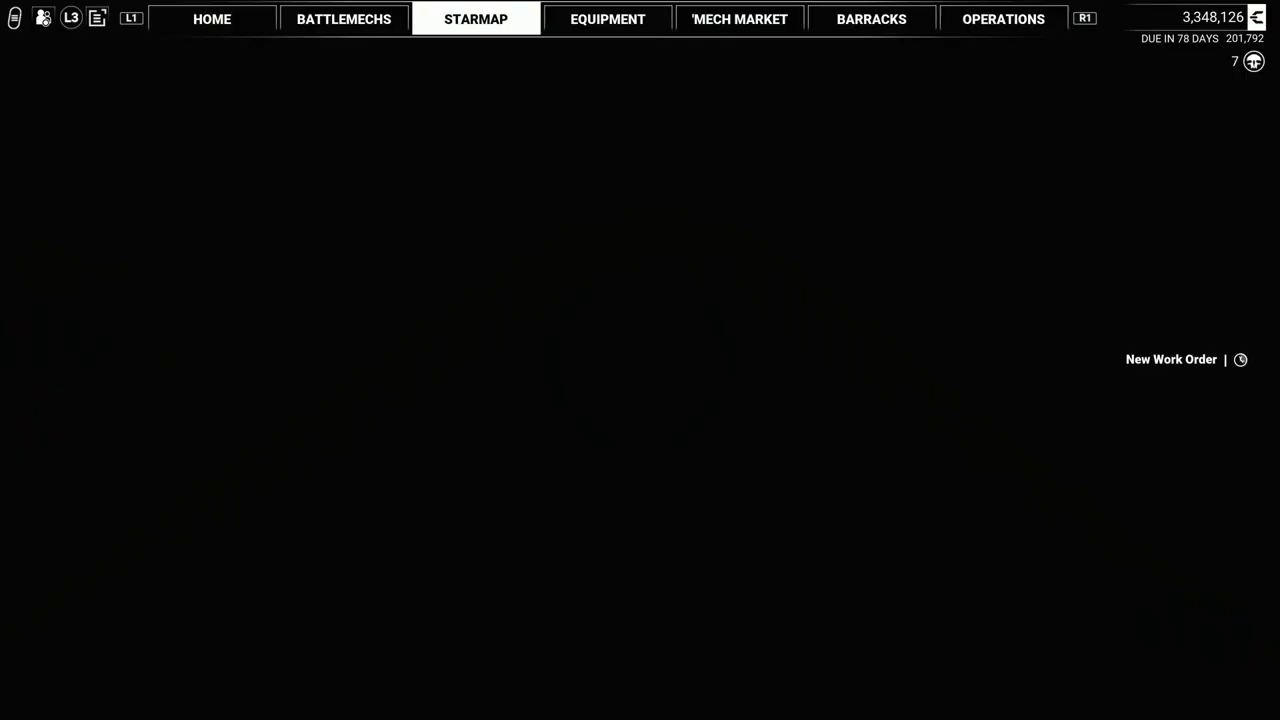 L3
L1
HOME
BATTLEMECHS
STARMAP
EQUIPMENT
'MECH MARKET
BARRACKS
OPERATIONS
R1
3,348,126
DUE IN 78 DAYS 201,792
7
New Work Order |